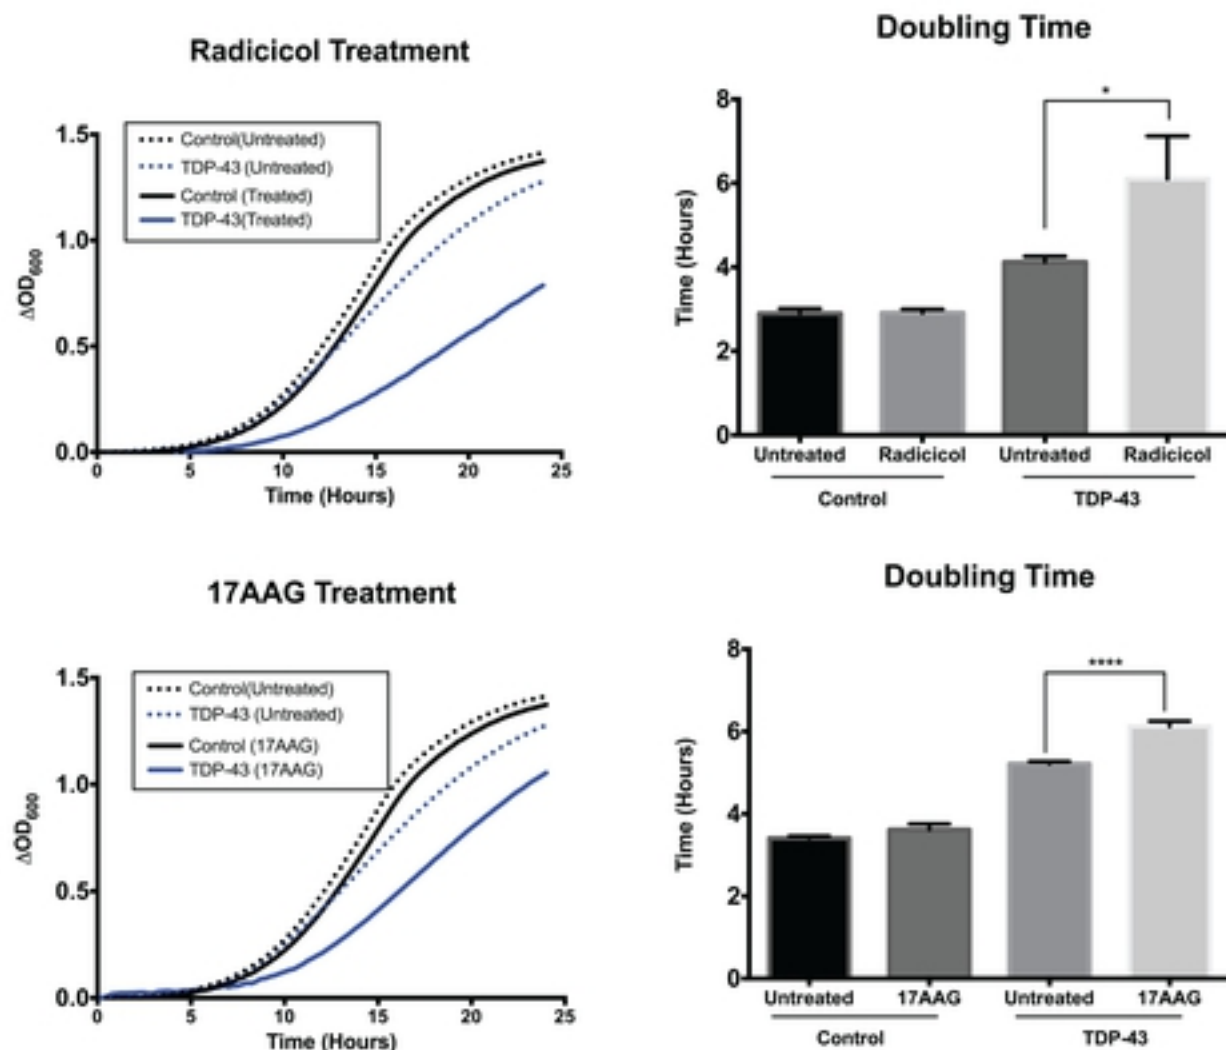 Radicicol Treatment
1.5
1.0
0.5
0.0
ΔOD600
Control(Untreated)
TDP-43 (Untreated)
Control (Treated)
TDP-43(Treated)
0 5 10 15 20 25
Time (Hours)
Doubling Time
8
6
4
2
0
Time (Hours)
*
Untreated Radicicol Untreated Radicicol
Control TDP-43
17AAG Treatment
1.5
1.0
0.5
0.0
ΔOD600
Control(Untreated)
TDP-43 (Untreated)
Control (17AAG)
TDP-43 (17AAG)
0 5 10 15 20 25
Time (Hours)
Doubling Time
8
6
4
2
0
Time (Hours)
****
Untreated 17AAG Untreated 17AAG
Control TDP-43